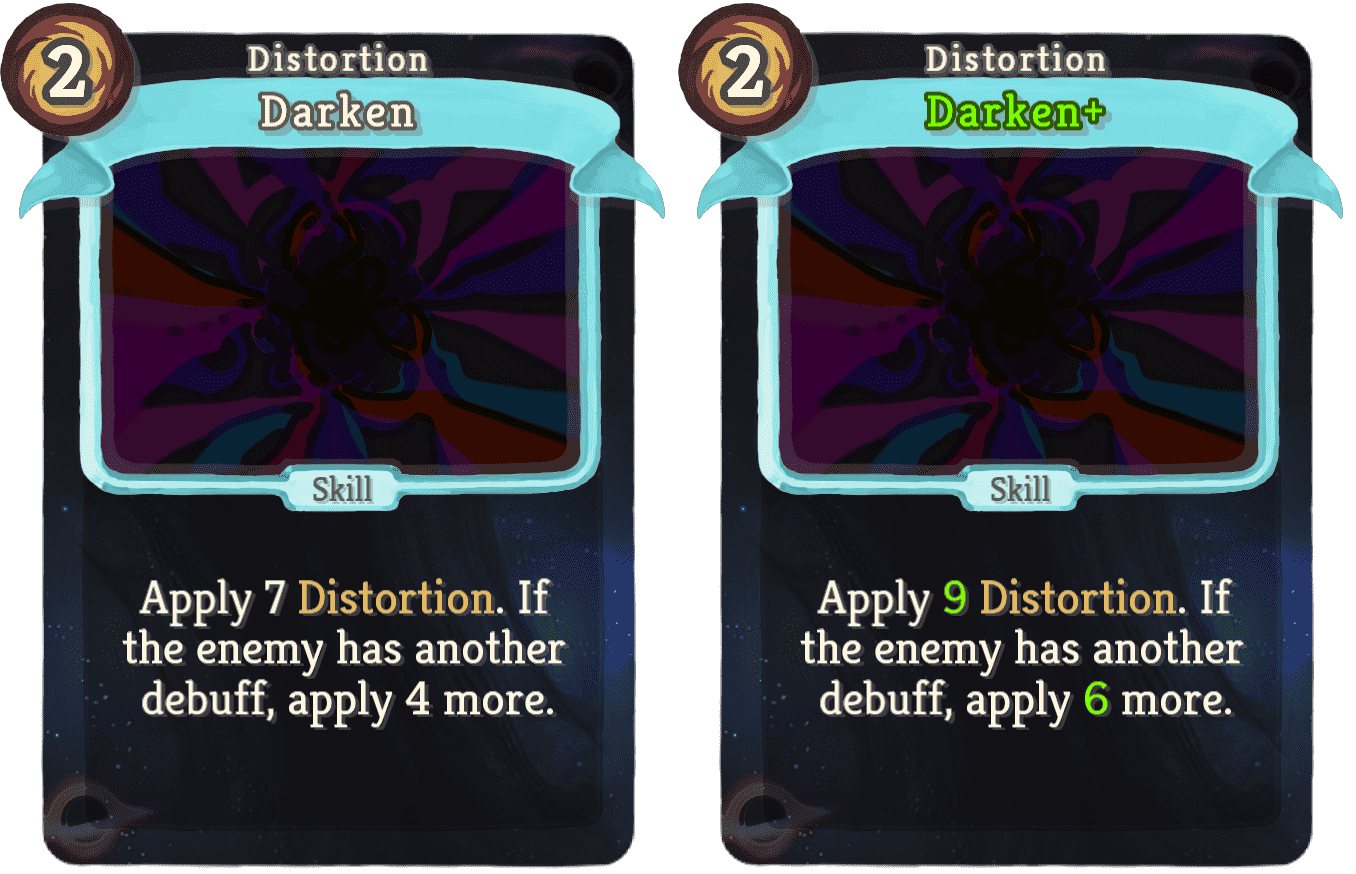 2
Distortion
Darken
Skill
Apply 7 Distortion. If
the enemy has another
debuff, apply 4 more.
2
Distortion
Darken+
Skill
Apply 9 Distortion. If
the enemy has another
debuff, apply 6 more.